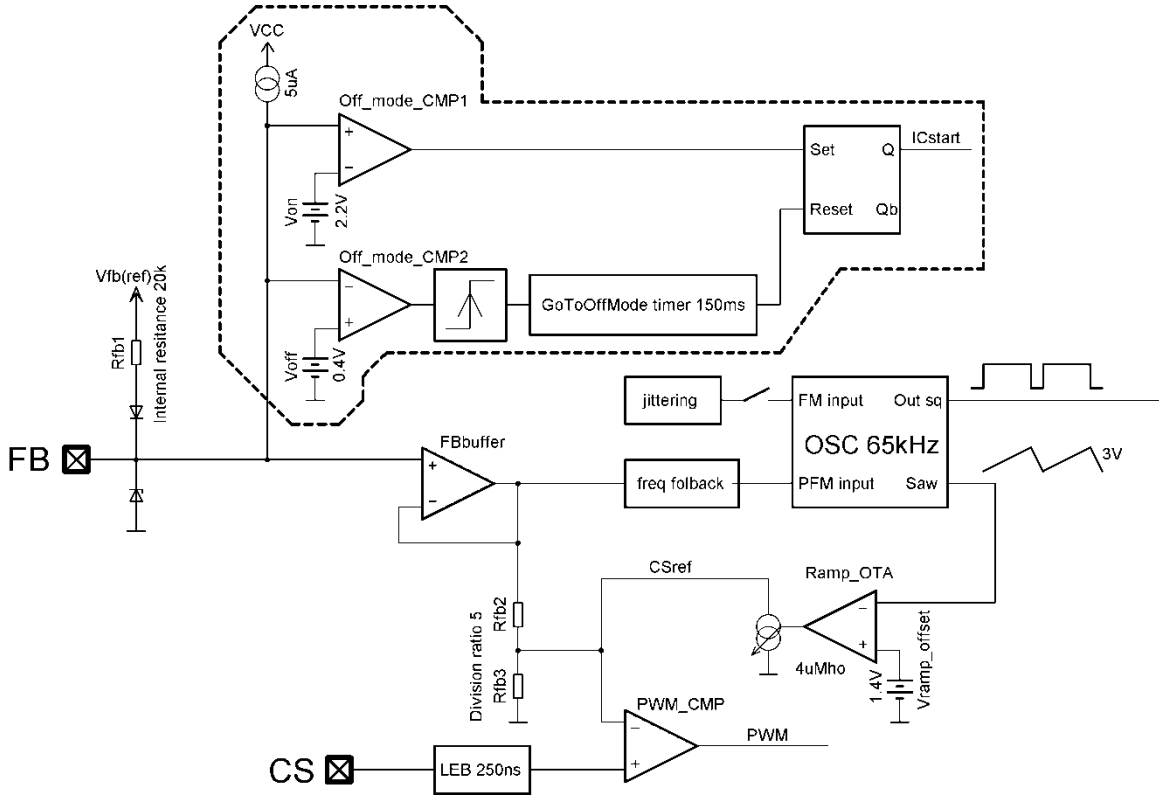 VCC
5uA
Off_mode_CMP1
+
−
Von
2.2V
Set
Q
ICstart
Reset
Qb
Off_mode_CMP2
−
+
Voff
0.4V
GoToOffMode timer 150ms
Vfb(ref)
Rfb1
Internal resitance 20k
jittering
FM input
Out sq
OSC 65kHz
PFM input
Saw
3V
FB
FBbuffer
+
−
freq folback
CSref
Ramp_OTA
−
+
4uMho
1.4V
Vramp_offset
Rfb2
Division ratio 5
Rfb3
PWM_CMP
−
+
PWM
CS
LEB 250ns